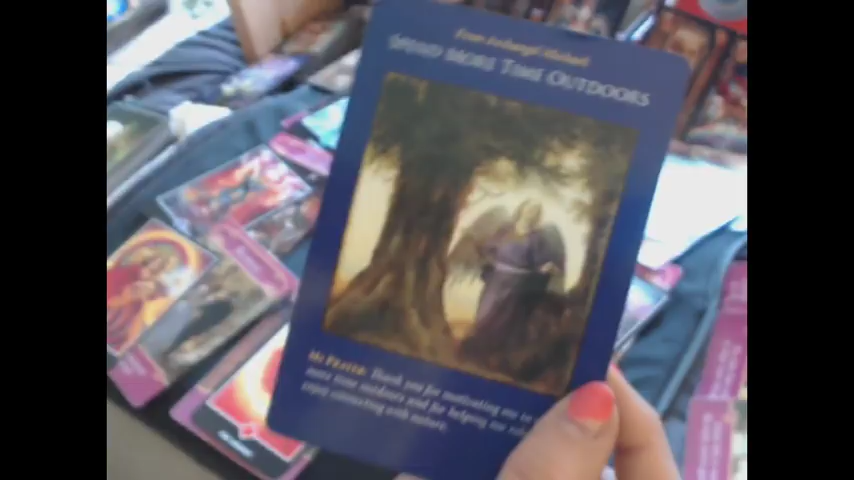 From Archangel Michael
SPEND MORE TIME OUTDOORS
MY PRAYER: Thank you for motivating me to
more time outdoors and for helping me
enjoy connecting with nature.